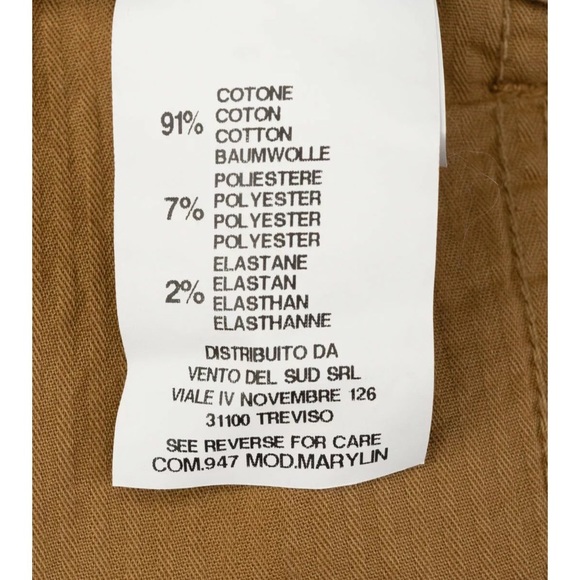 91% COTONE
COTON
COTTON
BAUMWOLLE
7% POLIESTERE
POLYESTER
POLYESTER
POLYESTER
2% ELASTANE
ELASTAN
ELASTHAN
ELASTHANNE
DISTRIBUITO DA
VENTO DEL SUD SRL
VIALE IV NOVEMBRE 126
31100 TREVISO
SEE REVERSE FOR CARE
COM.947 MOD.MARYLIN